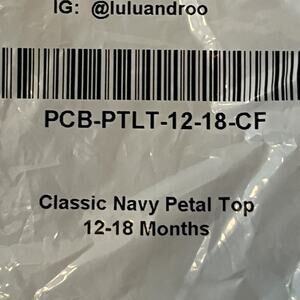 IG: @luluandroo
PCB-PTLT-12-18-CF
Classic Navy Petal Top
12-18 Months